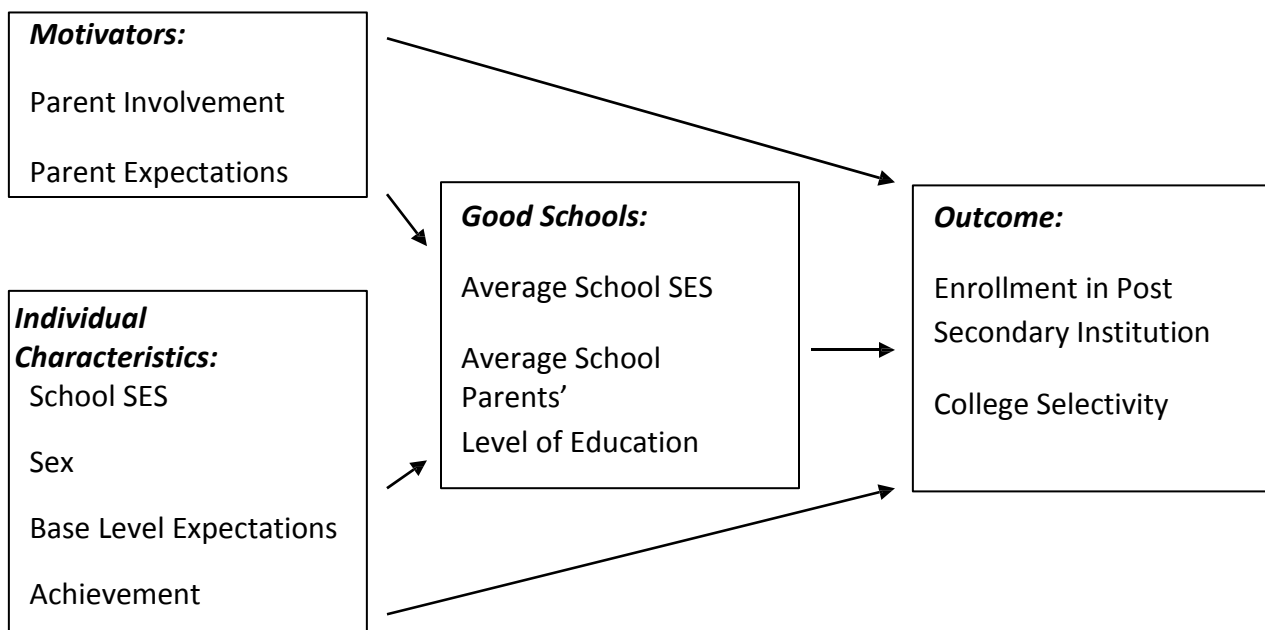 Motivators:
Parent Involvement
Parent Expectations
Individual
Characteristics:
School SES
Sex
Base Level Expectations
Achievement
Good Schools:
Average School SES
Average School
Parents’
Level of Education
Outcome:
Enrollment in Post
Secondary Institution
College Selectivity